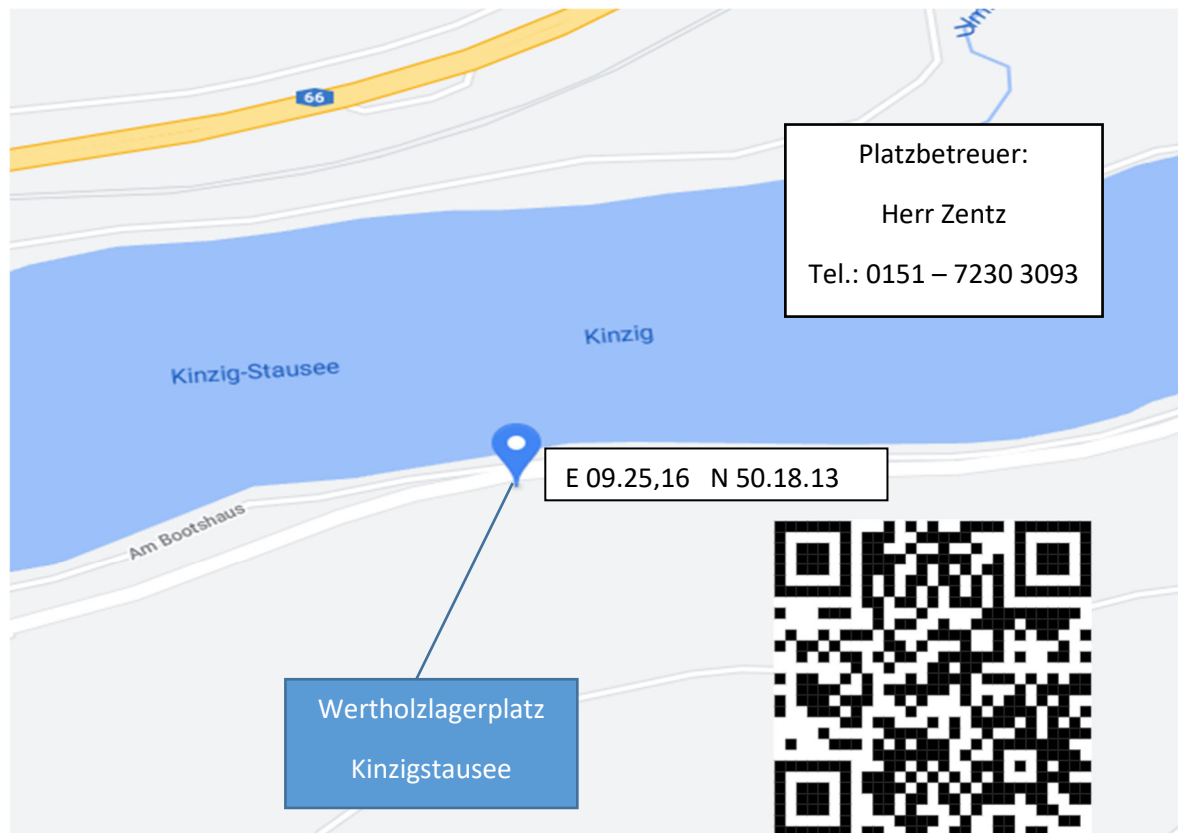 66
Platzbetreuer:
Herr Zentz
Tel.: 0151 – 7230 3093
Kinzig
Kinzig-Stausee
E 09.25,16 N 50.18.13
Am Bootshaus
Wertholzlagerplatz
Kinzigstausee